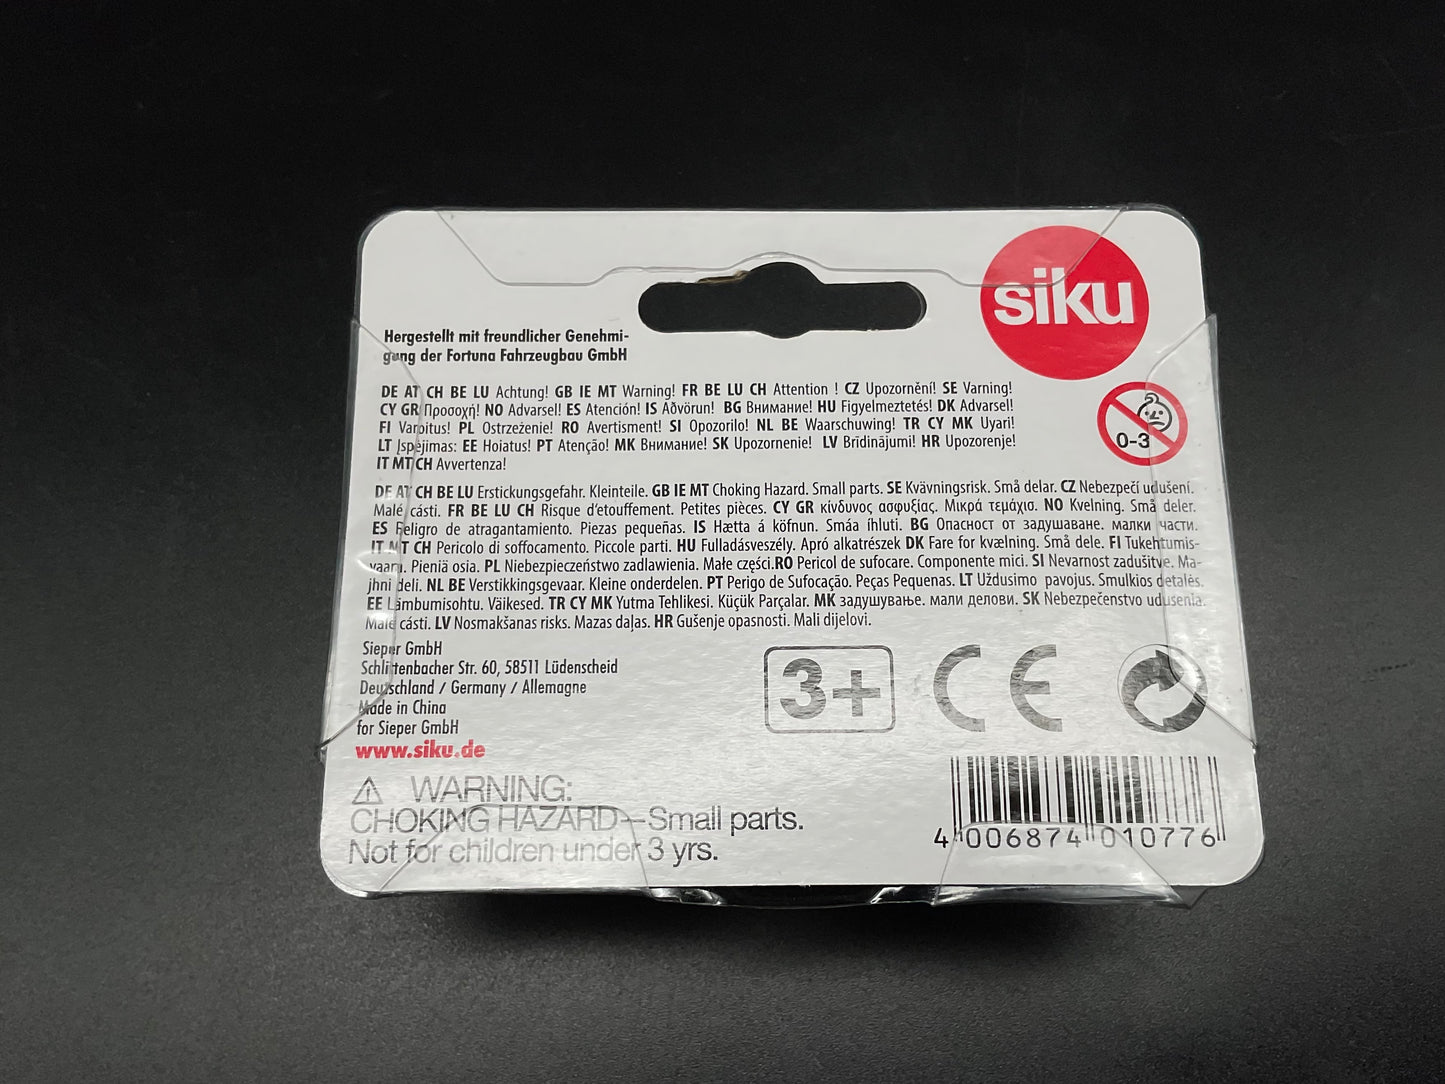 siku
Hergestellt mit freundlicher Genehmi-
gung der Fortuna Fahrzeugbau GmbH
DE AT CH BE LU Achtung! GB IE MT Warning! FR BE LU CH Attention ! CZ Upozornění! SE Varning!
CY GR Προσοχή! NO Advarsel! ES Atención! IS Aðvörun! BG Внимание! HU Figyelmeztetés! DK Advarsel!
FI Varoitus! PL Ostrzeżenie! RO Avertisment! SI Opozorilo! NL BE Waarschuwing! TR CY MK Uyari!
LT Įspėjimas: EE Hoiatus! PT Atenção! MK Внимание! SK Upozornenie! LV Brīdinājumi! HR Upozorenje!
IT MT CH Avvertenza!
0-3
DE AT CH BE LU Erstickungsgefahr. Kleinteile. GB IE MT Choking Hazard. Small parts. SE Kvävningsrisk. Små delar. CZ Nebezpečí udušení.
Malé cásti. FR BE LU CH Risque d'etouffement. Petites pièces. CY GR κίνδυνος ασφυξίας. Μικρά τεμάχια. NO Kvelning. Små deler.
ES Peligro de atragantamiento. Piezas pequeñas. IS Hætta á köfnun. Smáa íhluti. BG Опасност от задушаване. малки части.
IT MT CH Pericolo di soffocamento. Piccole parti. HU Fulladásveszély. Apró alkatrészek DK Fare for kvælning. Små dele. FI Tukehtumis-
vaara. Pieniä osia. PL Niebezpieczeństwo zadlawienia. Małe części.RO Pericol de sufocare. Componente mici. SI Nevarnost zadušitve. Ma-
jhni deli. NL BE Verstikkingsgevaar. Kleine onderdelen. PT Perigo de Sufocação. Peças Pequenas. LT Uždusimo pavojus. Smulkios detalės.
EE Lämbumisohtu. Väikesed. TR CY MK Yutma Tehlikesi. Küçük Parçalar. MK задушување. мали делови. SK Nebezpečenstvo udusenia.
Malé cásti. LV Nosmakšanas risks. Mazas daļas. HR Gušenje opasnosti. Mali dijelovi.
Sieper GmbH
Schlittenbacher Str. 60, 58511 Lüdenscheid
Deutschland / Germany / Allemagne
Made in China
for Sieper GmbH
www.siku.de
3+ CE
WARNING:
CHOKING HAZARD—Small parts.
Not for children under 3 yrs.
4 006874 010776